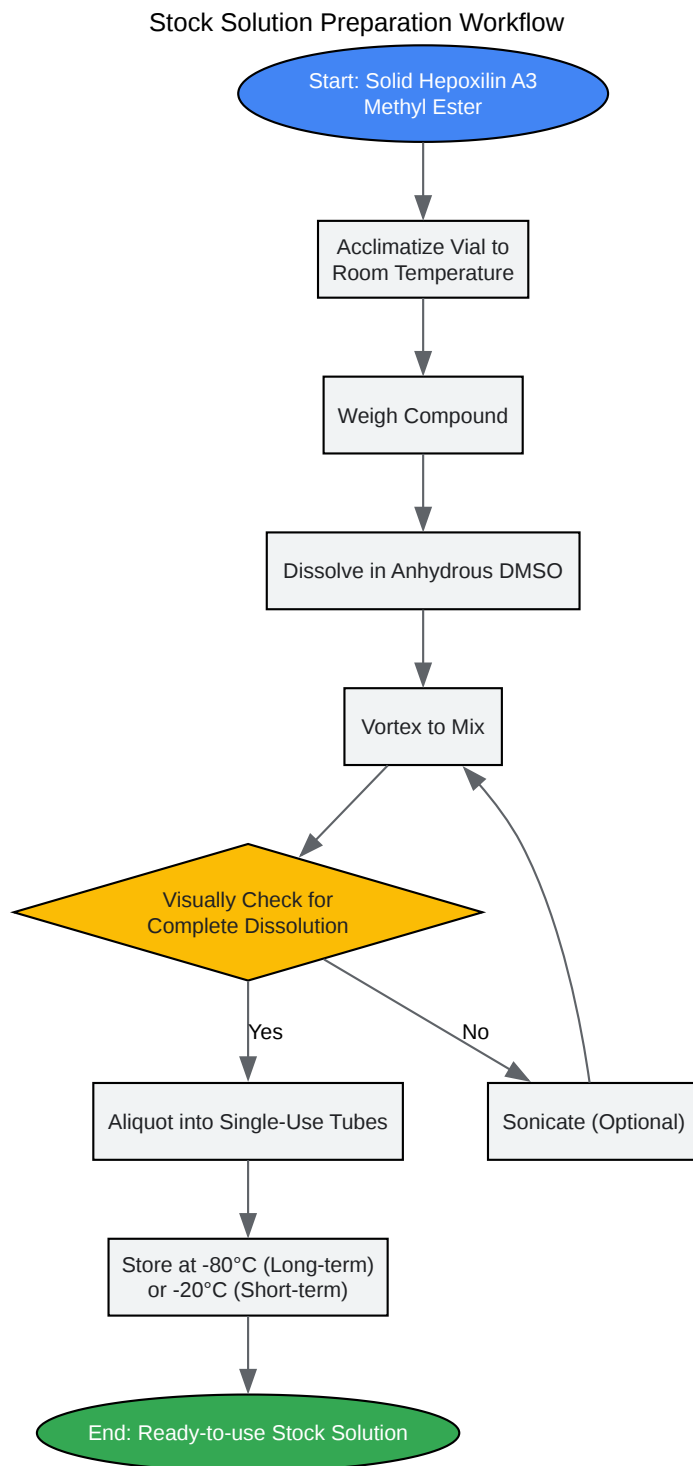 Stock Solution Preparation Workflow
Start: Solid Hepoxilin A3
Methyl Ester
Acclimatize Vial to
Room Temperature
Weigh Compound
Dissolve in Anhydrous DMSO
Vortex to Mix
Visually Check for
Complete Dissolution
Yes
No
Aliquot into Single-Use Tubes
Sonicate (Optional)
Store at -80°C (Long-term)
or -20°C (Short-term)
End: Ready-to-use Stock Solution